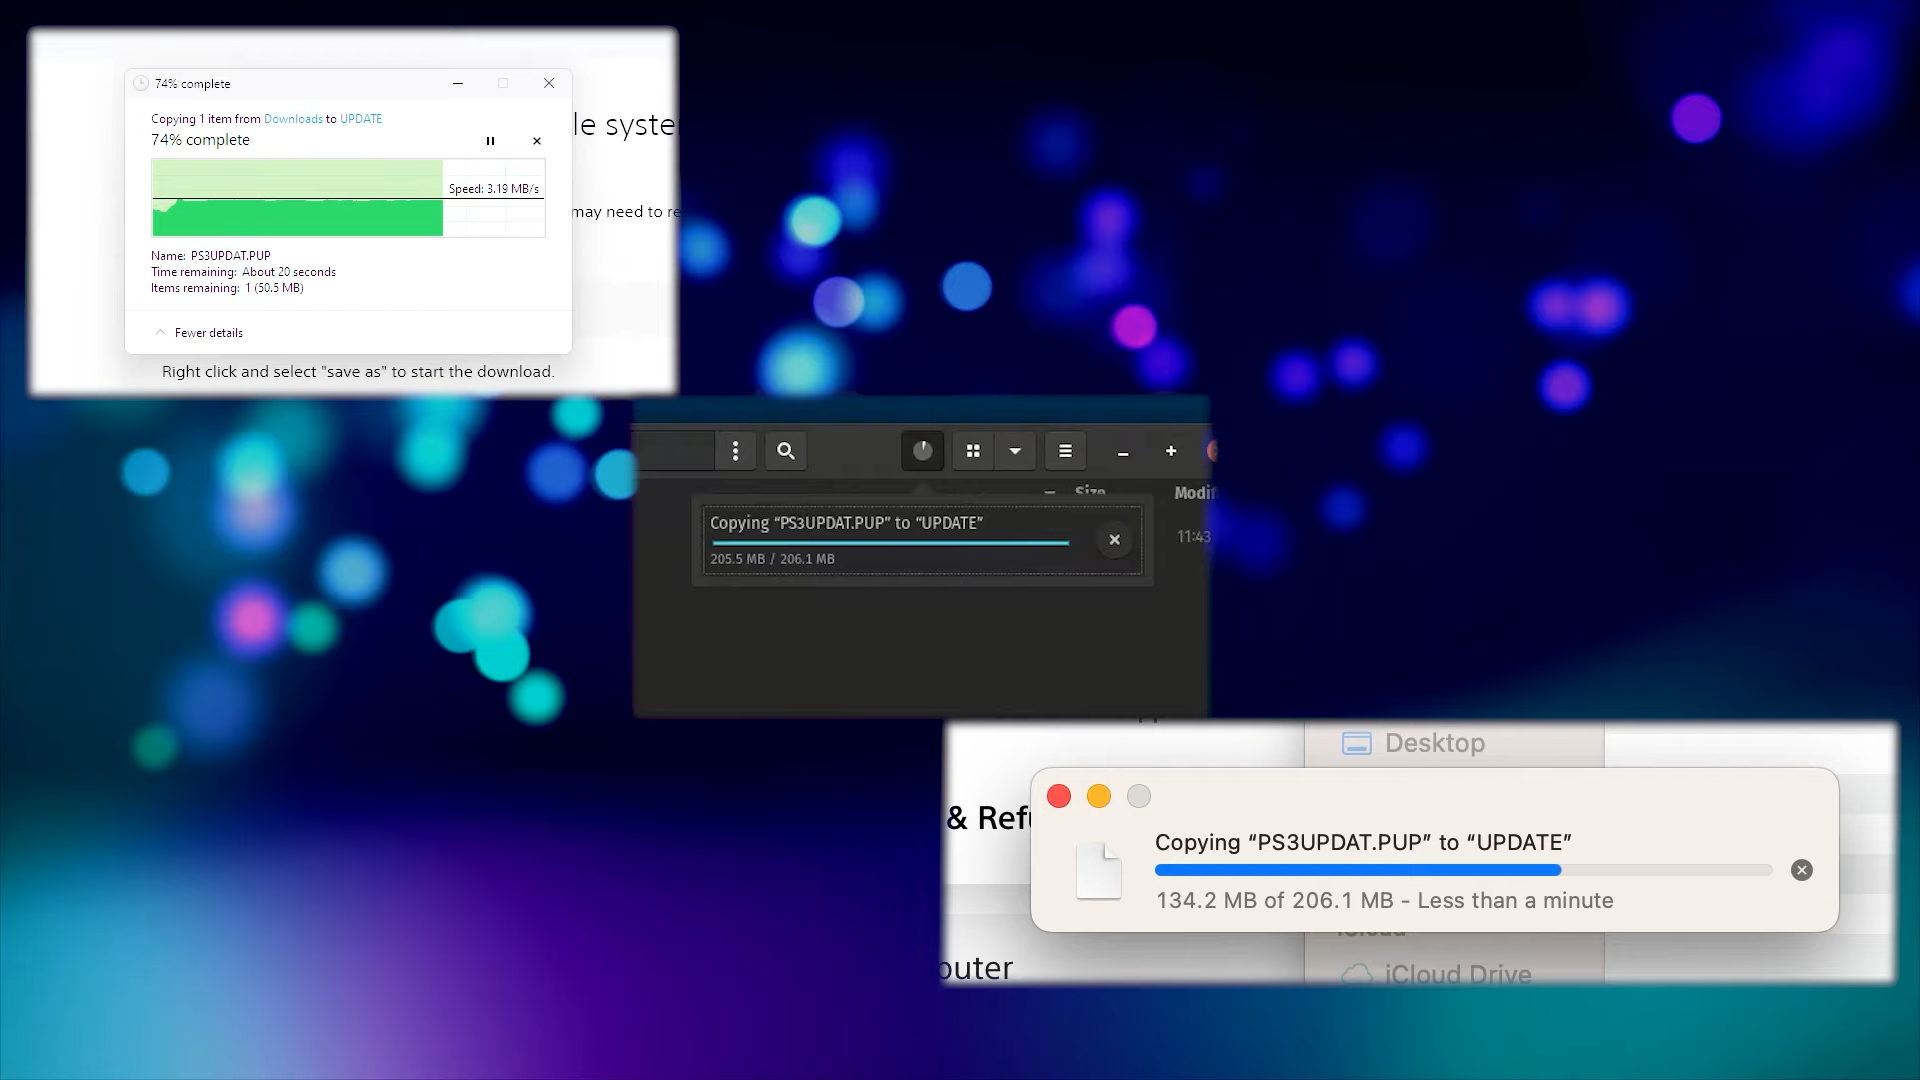 74% complete
Copying 1 item from Downloads to UPDATE
74% complete
Speed: 3.19 MB/s
Name: PS3UPDAT.PUP
Time remaining: About 20 seconds
Items remaining: 1 (50.5 MB)
Fewer details
le syste
may need to re
Right click and select "save as" to start the download.
Size
Modif
Copying “PS3UPDAT.PUP” to “UPDATE”
205.5 MB / 206.1 MB
11:43
Desktop
& Ref
Copying “PS3UPDAT.PUP” to “UPDATE”
134.2 MB of 206.1 MB - Less than a minute
iCloud
outer
iCloud Drive